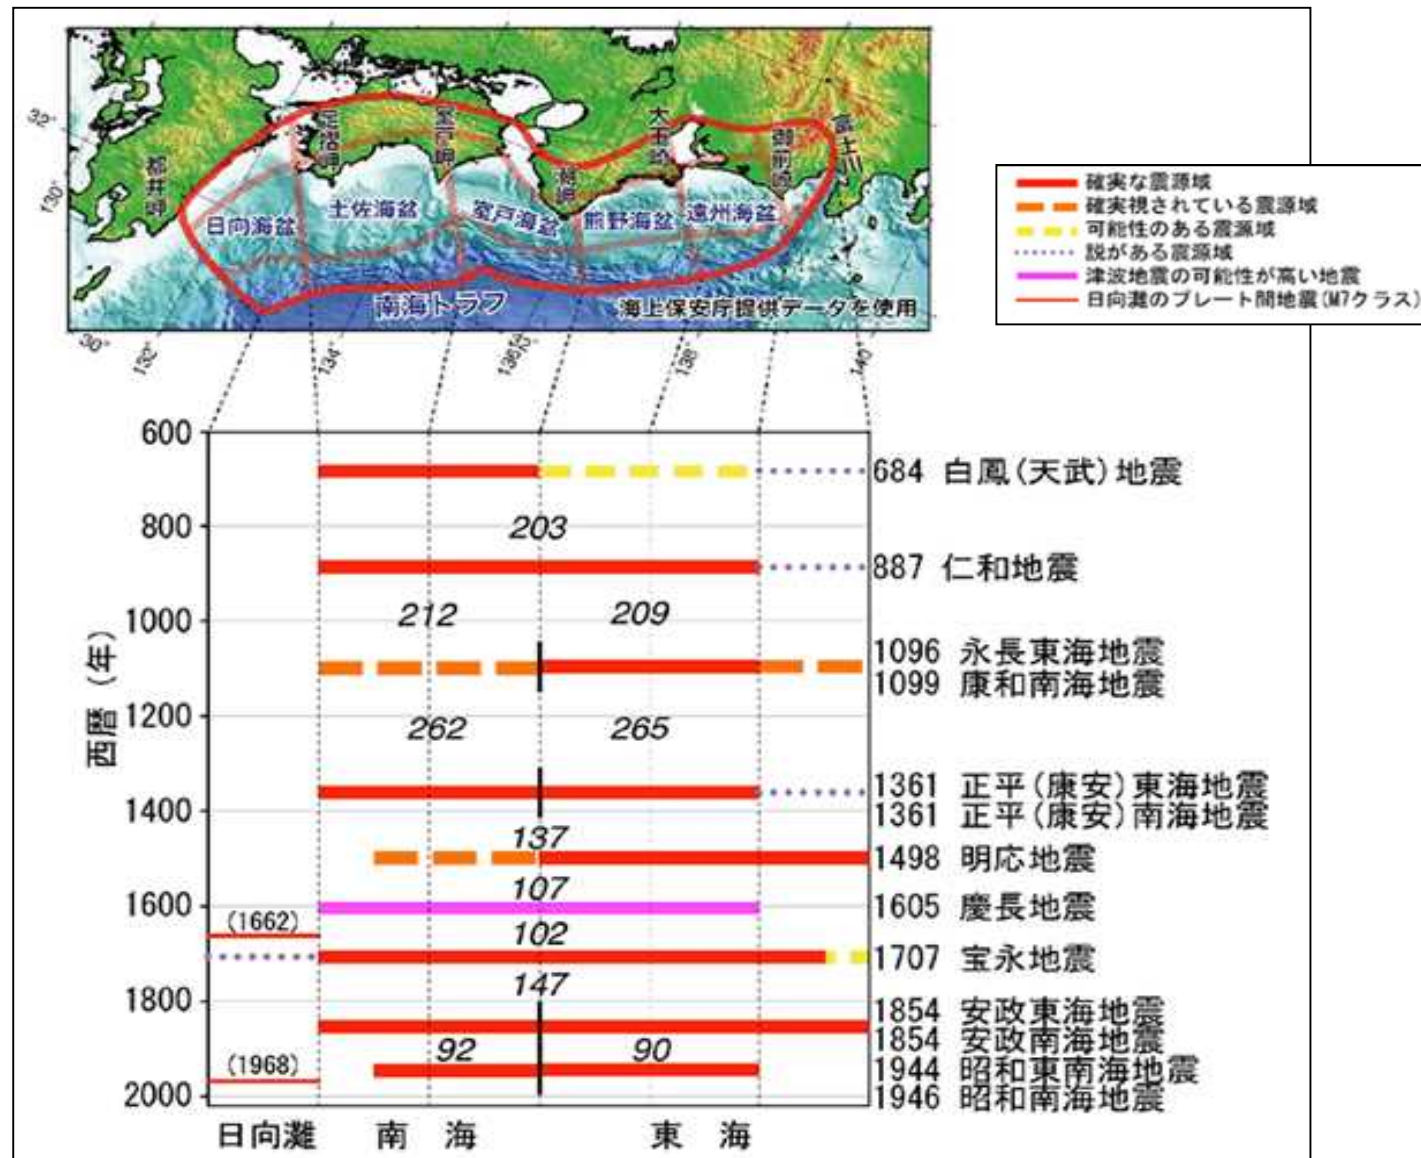 足摺岬
室戸岬
潮岬
大王崎
御前崎
富士川
都井岬
日向海盆
土佐海盆
室戸海盆
熊野海盆
遠州海盆
南海トラフ
海上保安庁提供データを使用
32°
130°
30°
132°
134°
136°
138°
140°
確実な震源域
確実視されている震源域
可能性のある震源域
説がある震源域
津波地震の可能性が高い地震
日向灘のプレート間地震(M7クラス)
西暦(年)
600
800
1000
1200
1400
1600
1800
2000
203
212
209
262
265
137
107
102
147
92
90
(1662)
(1968)
684 白鳳(天武)地震
887 仁和地震
1096 永長東海地震
1099 康和南海地震
1361 正平(康安)東海地震
1361 正平(康安)南海地震
1498 明応地震
1605 慶長地震
1707 宝永地震
1854 安政東海地震
1854 安政南海地震
1944 昭和東南海地震
1946 昭和南海地震
日向灘 南 海 東 海